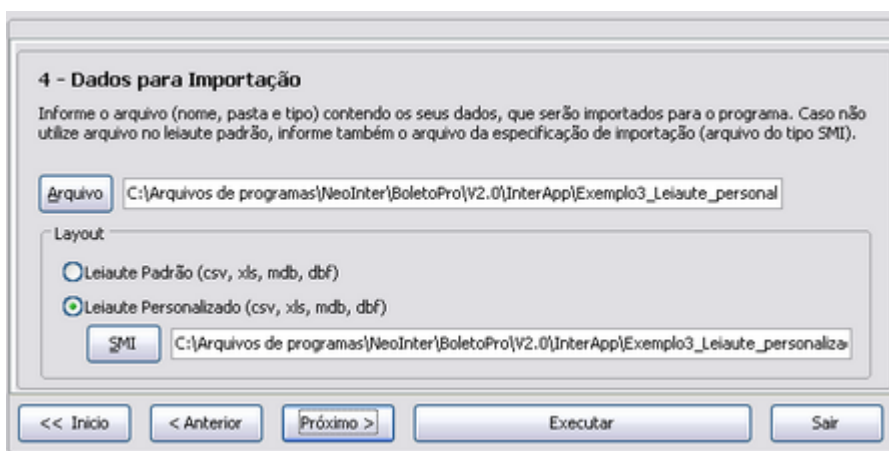 4 - Dados para Importação
Informe o arquivo (nome, pasta e tipo) contendo os seus dados, que serão importados para o programa. Caso não
utilize arquivo no leiaute padrão, informe também o arquivo da especificação de importação (arquivo do tipo SMI).
Arquivo C:\Arquivos de programas\NeoInter\BoletoPro\V2.0\InterApp\Exemplo3_Leiaute_personal
Layout
Leiaute Padrão (csv, xls, mdb, dbf)
Leiaute Personalizado (csv, xls, mdb, dbf)
SMI C:\Arquivos de programas\NeoInter\BoletoPro\V2.0\InterApp\Exemplo3_Leiaute_personaliza
<< Inicio < Anterior Próximo > Executar Sair